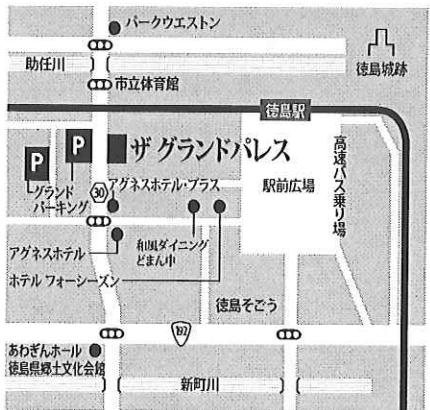 パークウエストン
助任川
徳島城跡
市立体育館
徳島駅
P
P
ザ グランドパレス
グランド
パーキング
30
アグネスホテル・プラス
駅前広場
高速バス乗り場
アグネスホテル
和風ダイニング
どまん中
ホテル フォーシーズン
徳島そごう
192
あわぎんホール
徳島県郷土文化会館
新町川